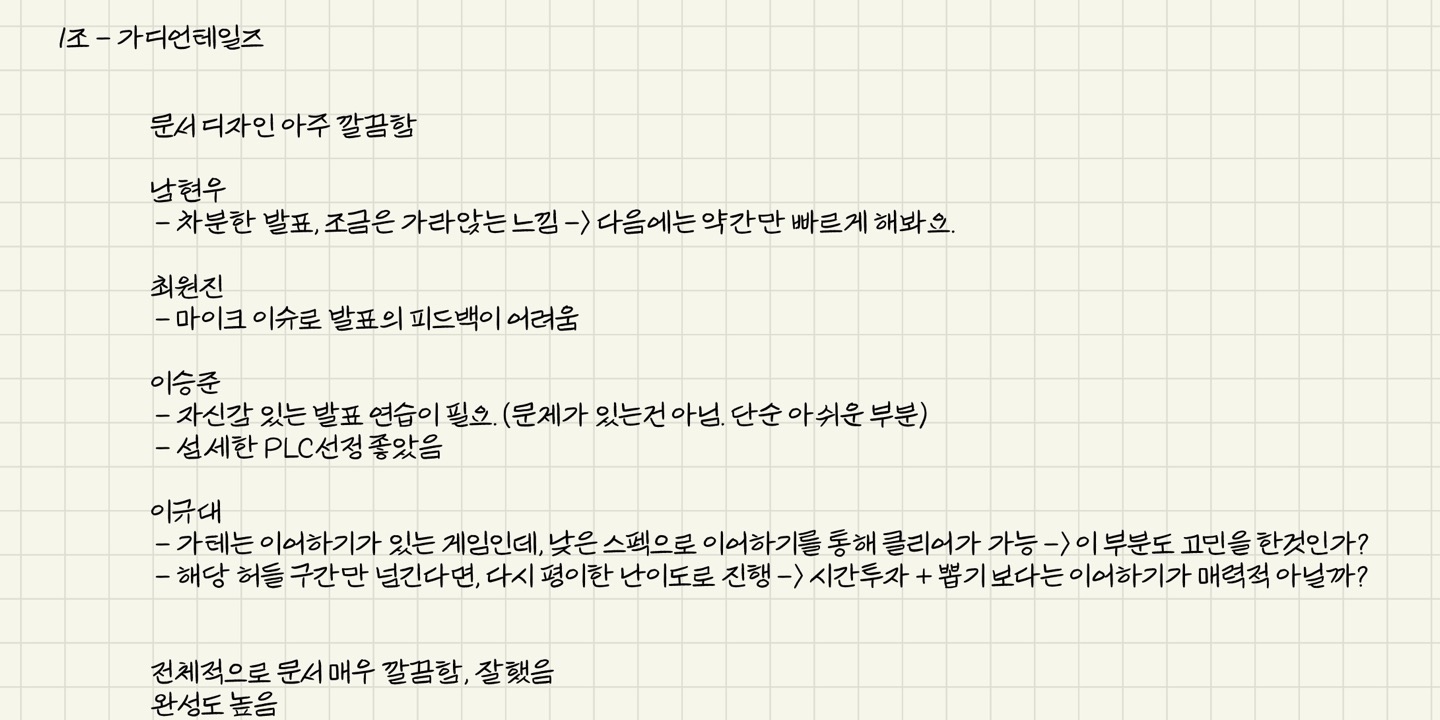 1조 - 가디언테일즈
문서 디자인 아주 깔끔함
남현우
- 차분한 발표, 조금은 가라앉는 느낌 -> 다음에는 약간만 빠르게 해봐요.
최원진
- 마이크 이슈로 발표의 피드백이 어려움
이승준
- 자신감 있는 발표 연습이 필요. (문제가 있는건 아님. 단순 아쉬운 부분)
- 섬세한 PLC선정 좋았음
이규대
- 가테는 이어하기가 있는 게임인데, 낮은 스펙으로 이어하기를 통해 클리어가 가능 -> 이 부분도 고민을 한것인가?
- 해당 허들 구간만 넘긴다면, 다시 평이한 난이도로 진행 -> 시간투자 + 뽑기보다는 이어하기가 매력적 아닐까?
전체적으로 문서 매우 깔끔함, 잘했음
완성도 높음